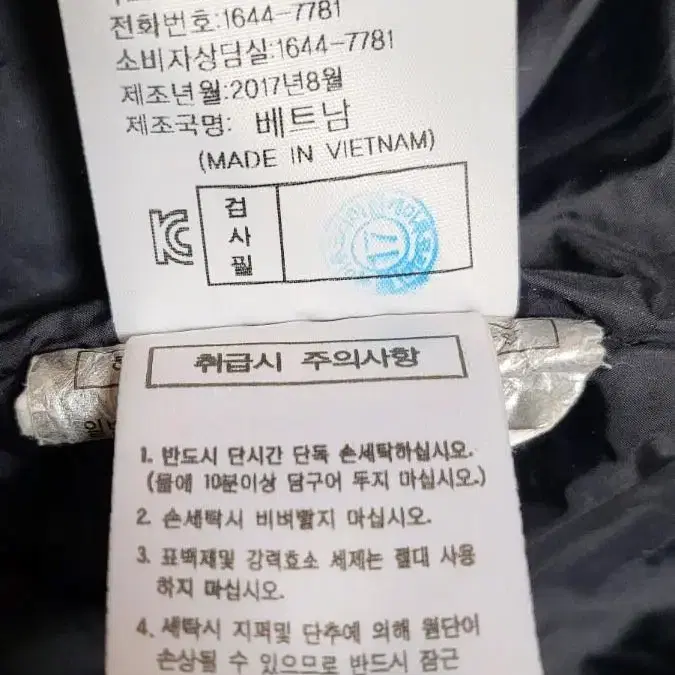 전화번호:1644-7781
소비자상담실:1644-7781
제조년월:2017년8월
제조국명: 베트남
(MADE IN VIETNAM)
검사필
17
취급시 주의사항
1. 반드시 단시간 단독 손세탁하십시오.
(물에 10분이상 담구어 두지 마십시오.)
2. 손세탁시 비벼빨지 마십시오.
3. 표백제및 강력효소 세제는 절대 사용
하지 마십시오.
4. 세탁시 지퍼및 단추에 의해 원단이
손상될 수 있으므로 반드시 잠근